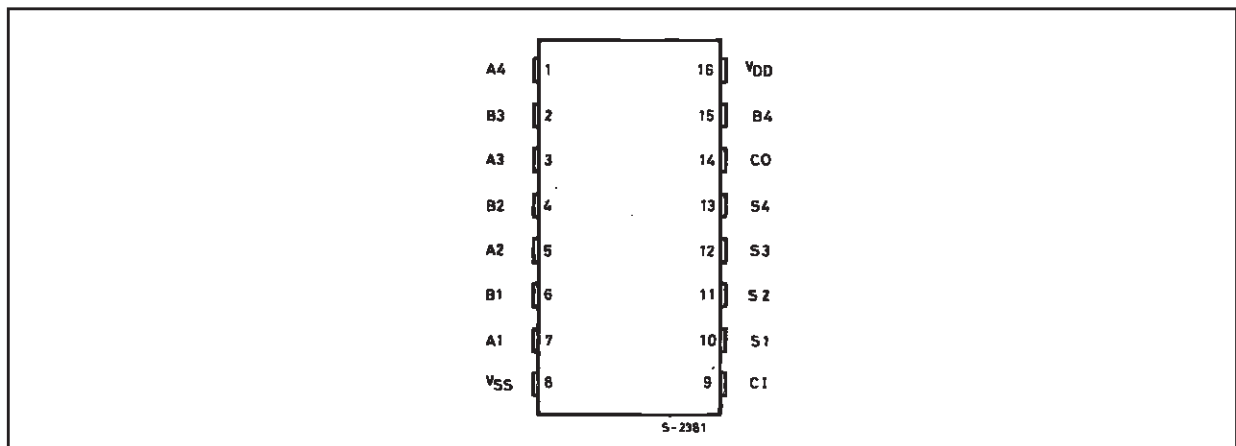 A4 1 16 VDD
B3 2 15 B4
A3 3 14 CO
B2 4 13 S4
A2 5 12 S3
B1 6 11 S2
A1 7 10 S1
VSS 8 9 CI
S-2381